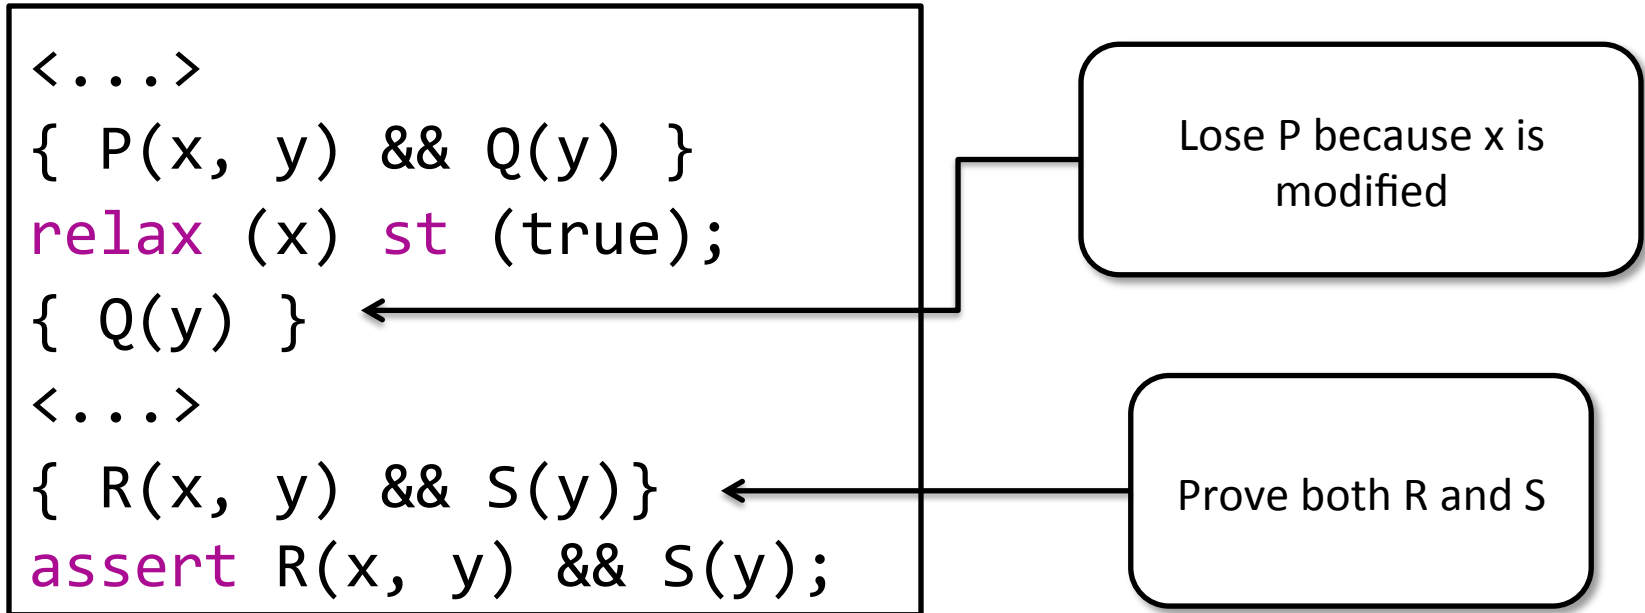 <...>
{ P(x, y) && Q(y) }
relax (x) st (true);
{ Q(y) }
<...>
{ R(x, y) && S(y)}
assert R(x, y) && S(y);
Lose P because x is
modified
Prove both R and S